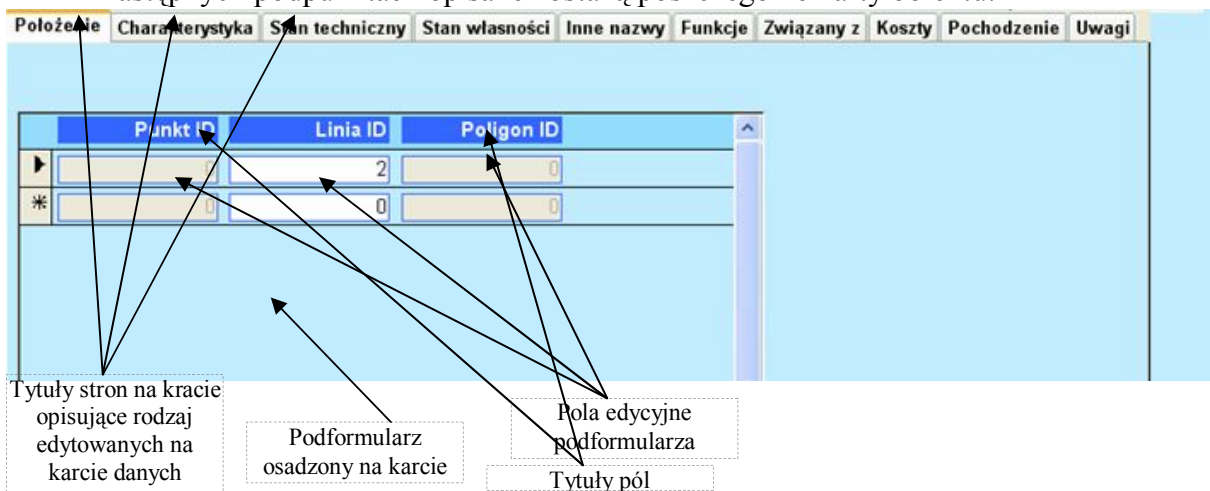 Położenie Charakterystyka Stan techniczny Stan własności Inne nazwy Funkcje Związany z Koszty Pochodzenie Uwagi
Punkt ID Linia ID Poligon ID
0 2 0
0 0 0
Tytuły stron na kracie
opisujące rodzaj
edytowanych na
karcie danych
Podformularz
osadzony na karcie
Pola edycyjne
podformularza
Tytuły pól